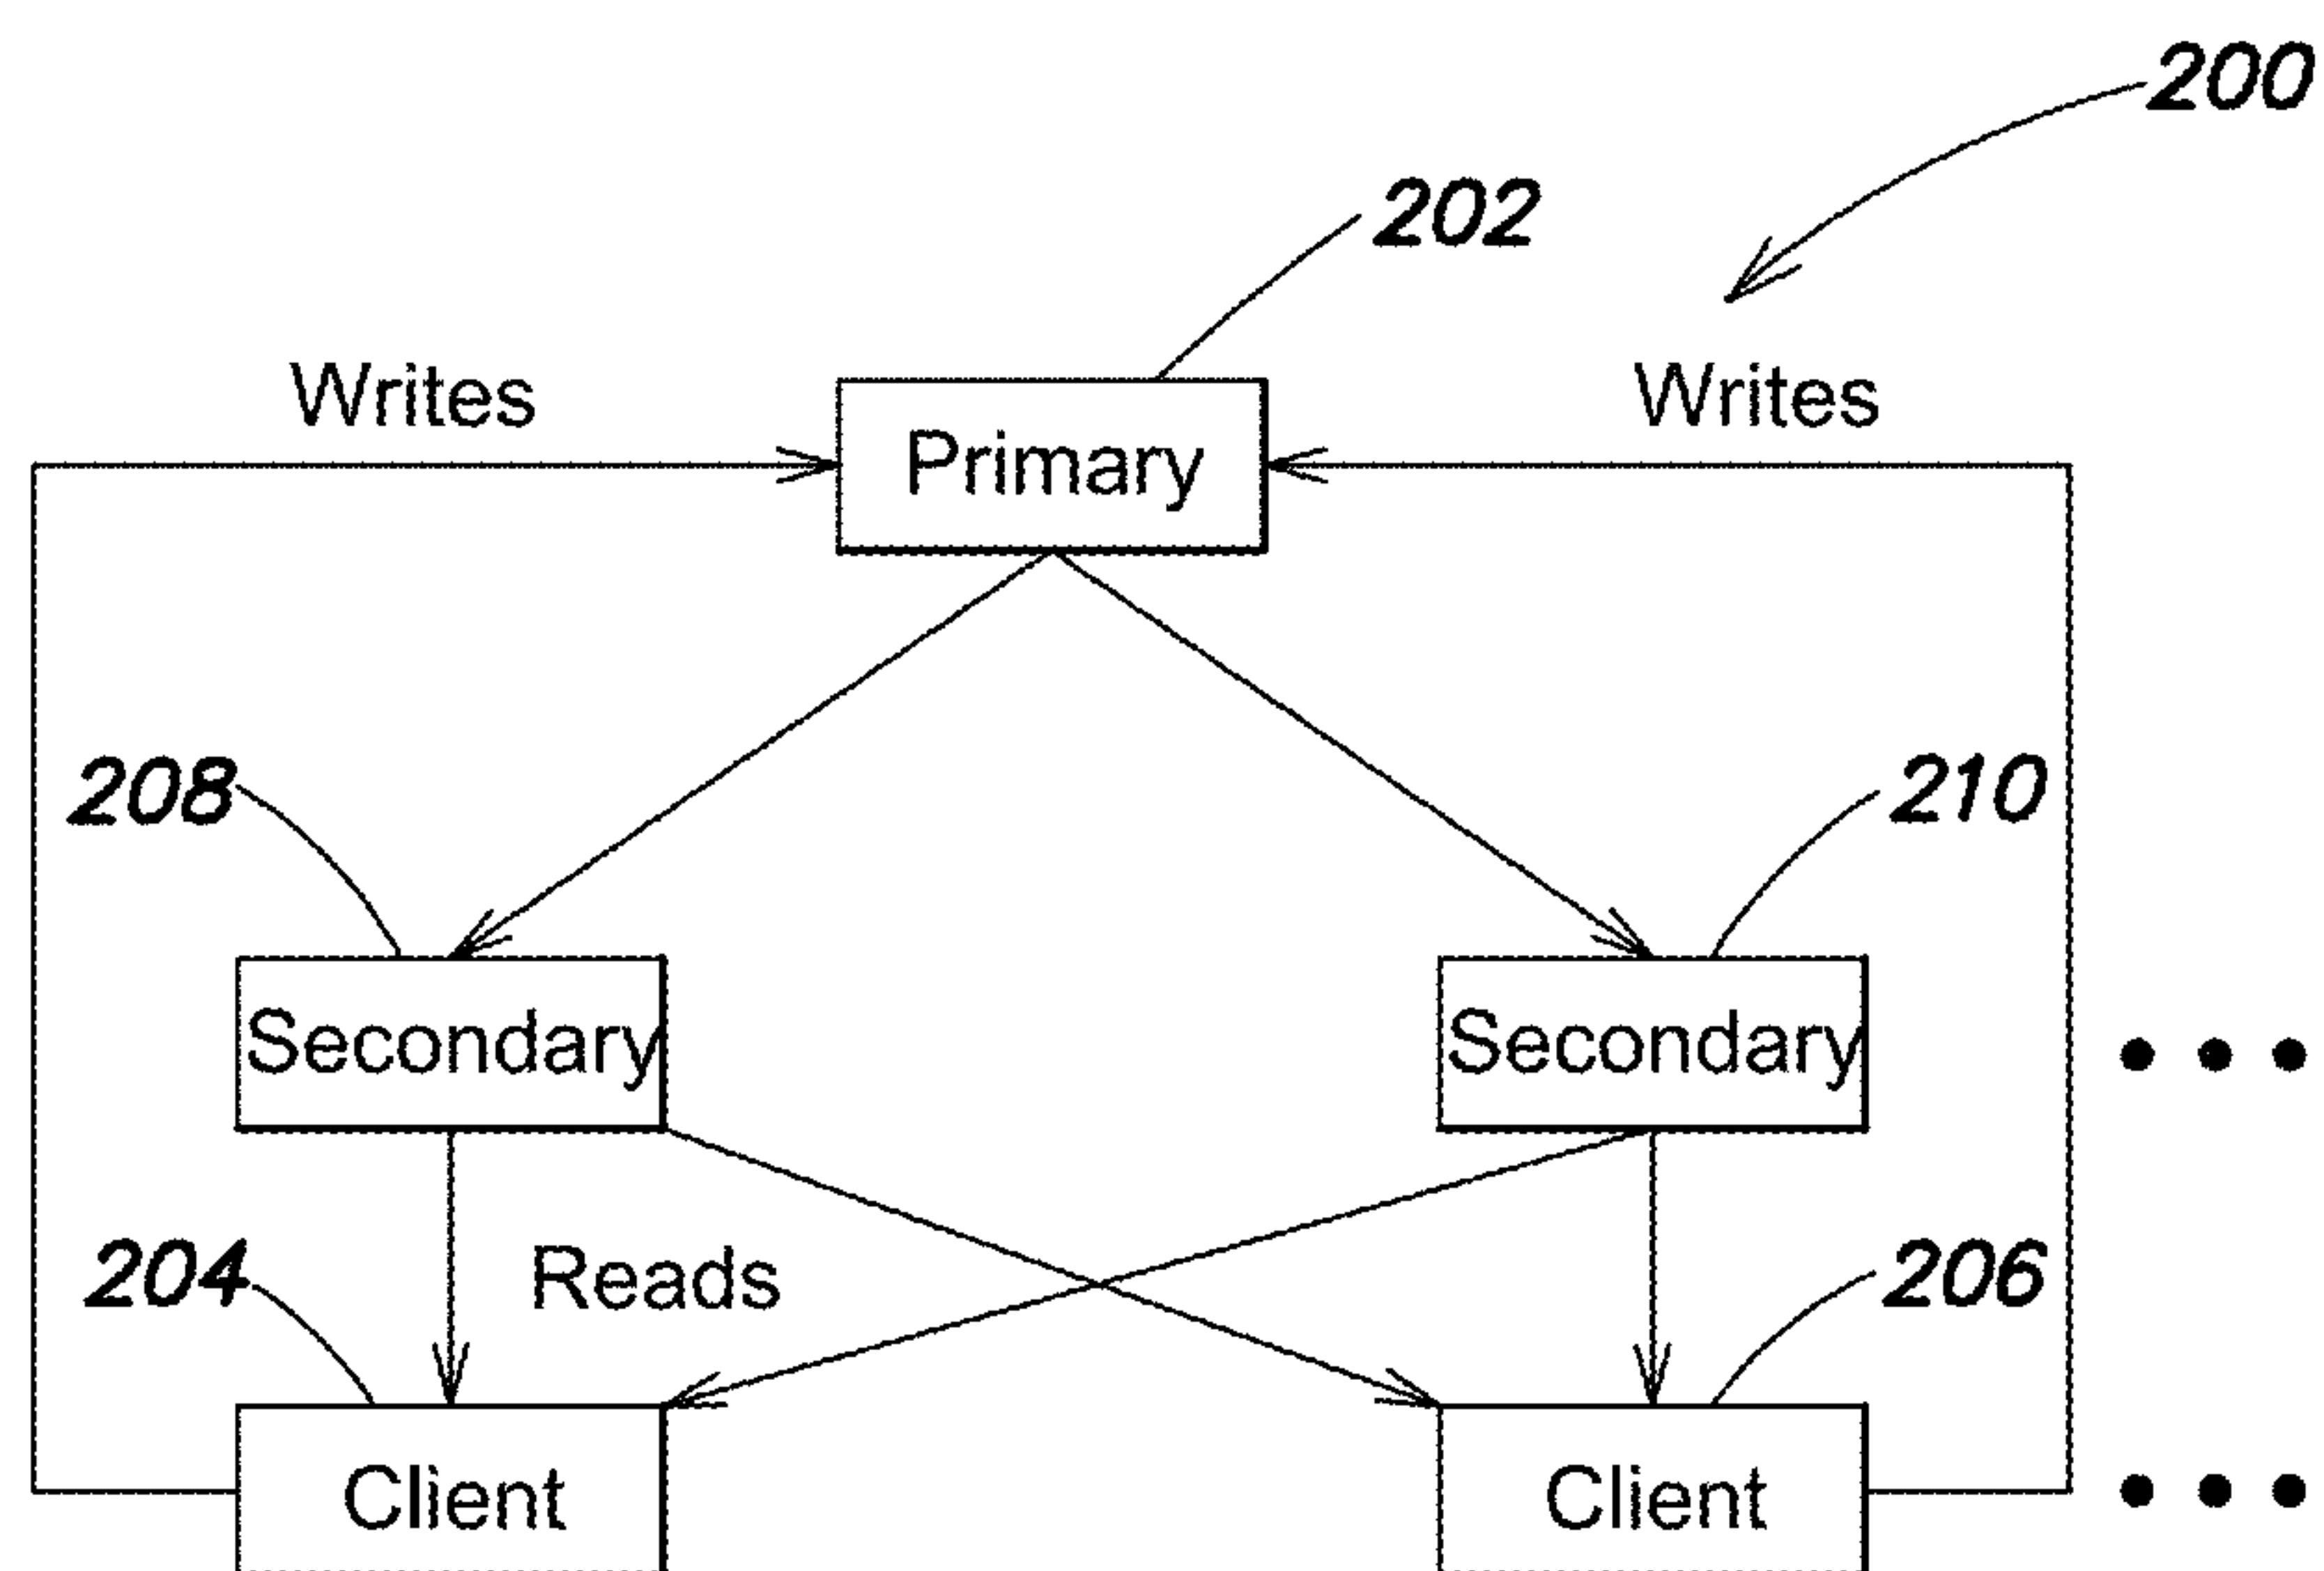 200
202
Writes
Writes
Primary
208
210
Secondary
Secondary
204
Reads
206
Client
Client